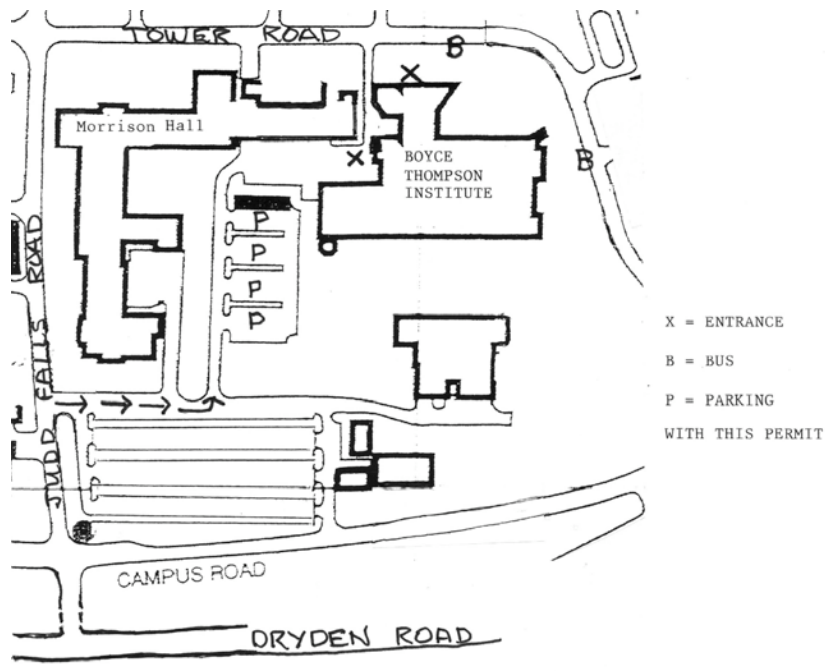 TOWER ROAD
B
X
Morrison Hall
X
BOYCE
THOMPSON
INSTITUTE
B
P
P
P
P
JUDD FALLS ROAD
X = ENTRANCE
B = BUS
P = PARKING
WITH THIS PERMIT
CAMPUS ROAD
DRYDEN ROAD